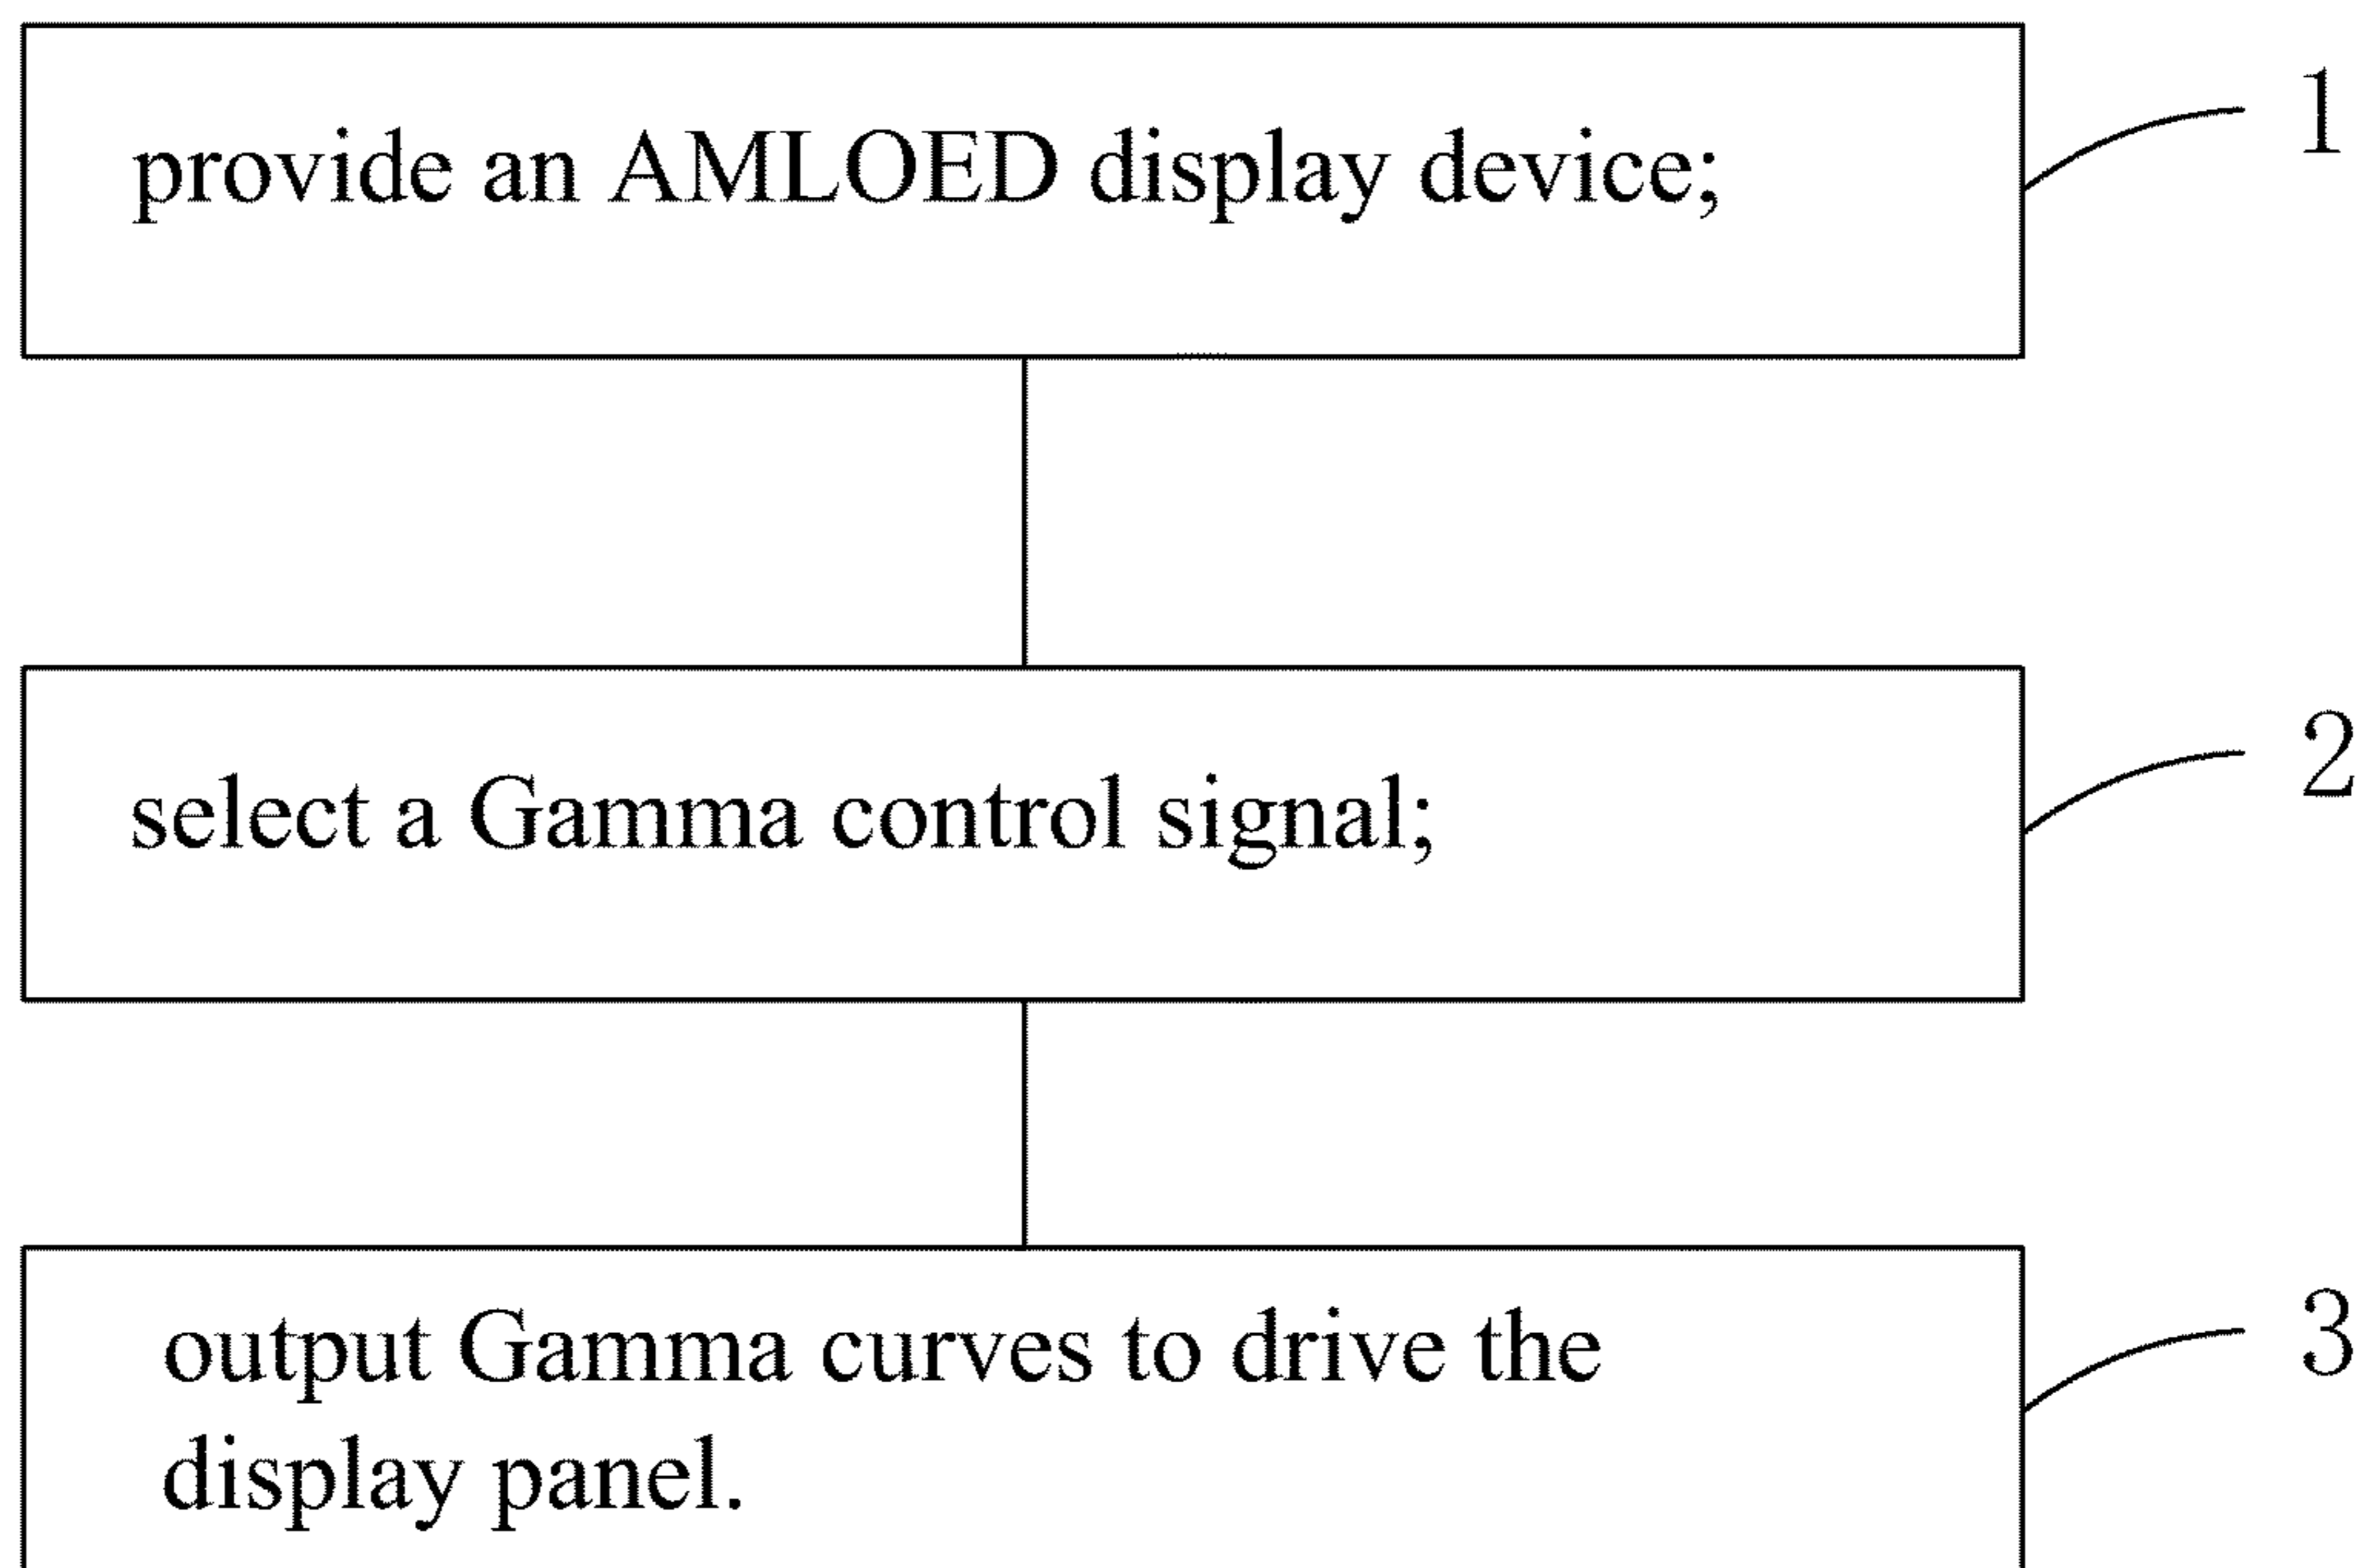 provide an AMLOED display device;
1
select a Gamma control signal;
2
output Gamma curves to drive the
3
display panel.